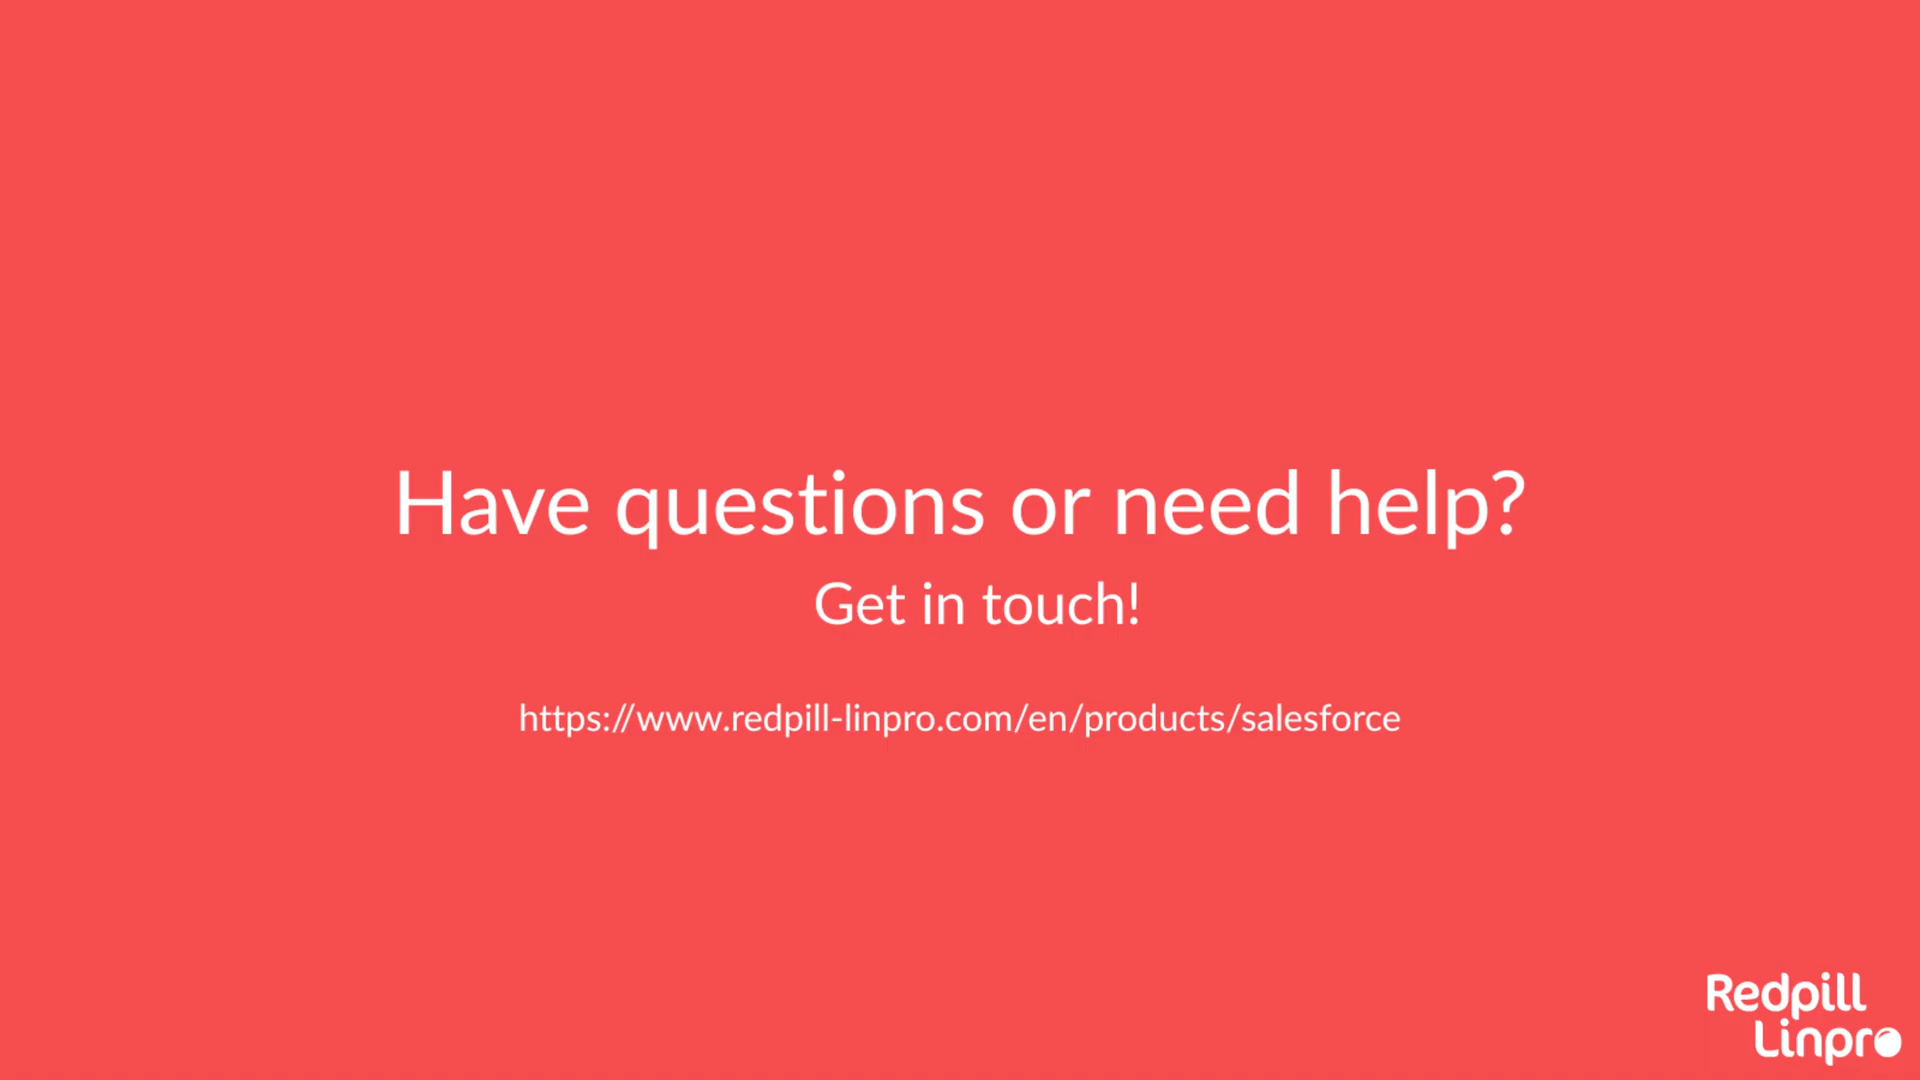 Have questions or need help?
Get in touch!
https://www.redpill-linpro.com/en/products/salesforce
Redpill
Linpro